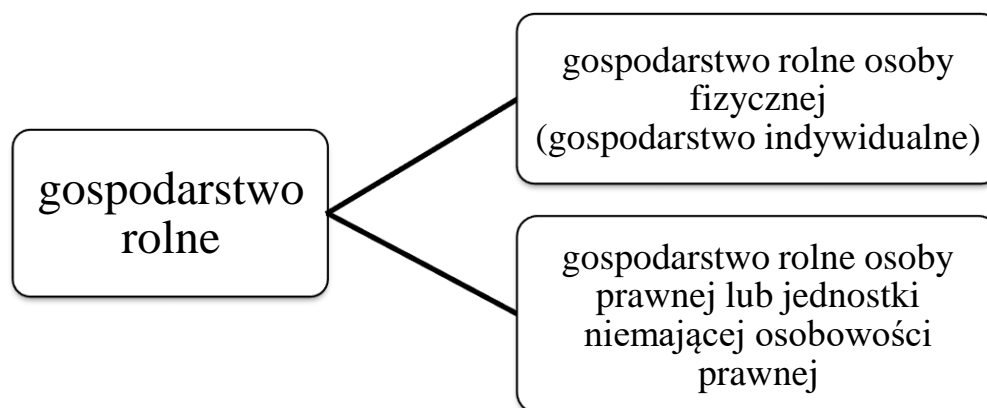 gospodarstwo
rolne
gospodarstwo rolne osoby
fizycznej
(gospodarstwo indywidualne)
gospodarstwo rolne osoby
prawnej lub jednostki
niemającej osobowości
prawnej